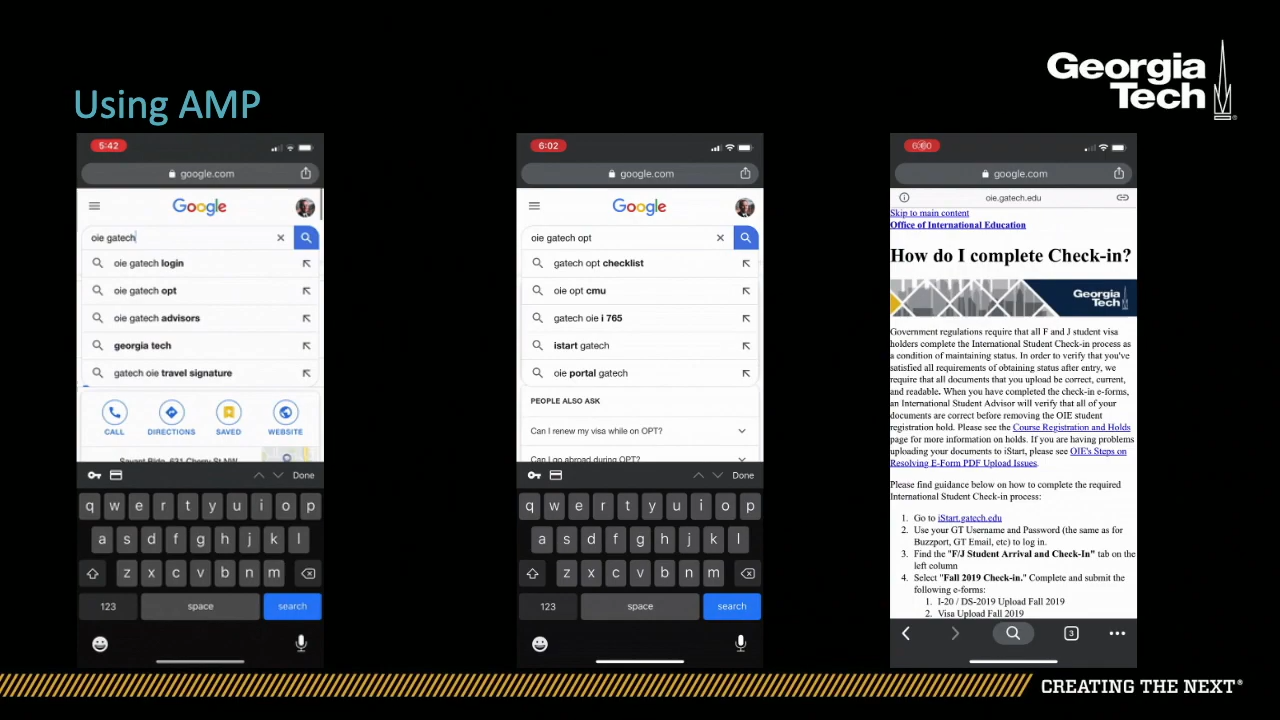 Using AMP
Georgia
Tech
5:42
google.com
Google
oie gatech
oie gatech login
oie gatech opt
oie gatech advisors
georgia tech
gatech oie travel signature
CALL
DIRECTIONS
SAVED
WEBSITE
Savant Bldg, 631 Cherry St NW
Done
q w e r t y u i o p
a s d f g h j k l
z x c v b n m
123
space
search
6:02
google.com
Google
oie gatech opt
gatech opt checklist
oie opt cmu
gatech oie i 765
istart gatech
oie portal gatech
PEOPLE ALSO ASK
Can I renew my visa while on OPT?
Can I go abroad during OPT?
Done
q w e r t y u i o p
a s d f g h j k l
z x c v b n m
123
space
search
google.com
oie.gatech.edu
Skip to main content
Office of International Education
How do I complete Check-in?
Georgia
Tech
Government regulations require that all F and J student visa
holders complete the International Student Check-in process as
a condition of maintaining status. In order to verify that you've
satisfied all requirements of obtaining status after entry, we
require that all documents that you upload be correct, current,
and readable. When you have completed the check-in e-forms,
an International Student Advisor will verify that all of your
documents are correct before removing the OIE student
registration hold. Please see the Course Registration and Holds
page for more information on holds. If you are having problems
uploading your documents to iStart, please see OIE's Steps on
Resolving E-Form PDF Upload Issues.
Please find guidance below on how to complete the required
International Student Check-in process:
1. Go to iStart.gatech.edu
2. Use your GT Username and Password (the same as for
Buzzport, GT Email, etc) to log in.
3. Find the "F/J Student Arrival and Check-In" tab on the
left column
4. Select "Fall 2019 Check-in." Complete and submit the
following e-forms:
1. I-20 / DS-2019 Upload Fall 2019
2. Visa Upload Fall 2019
3
CREATING THE NEXT®